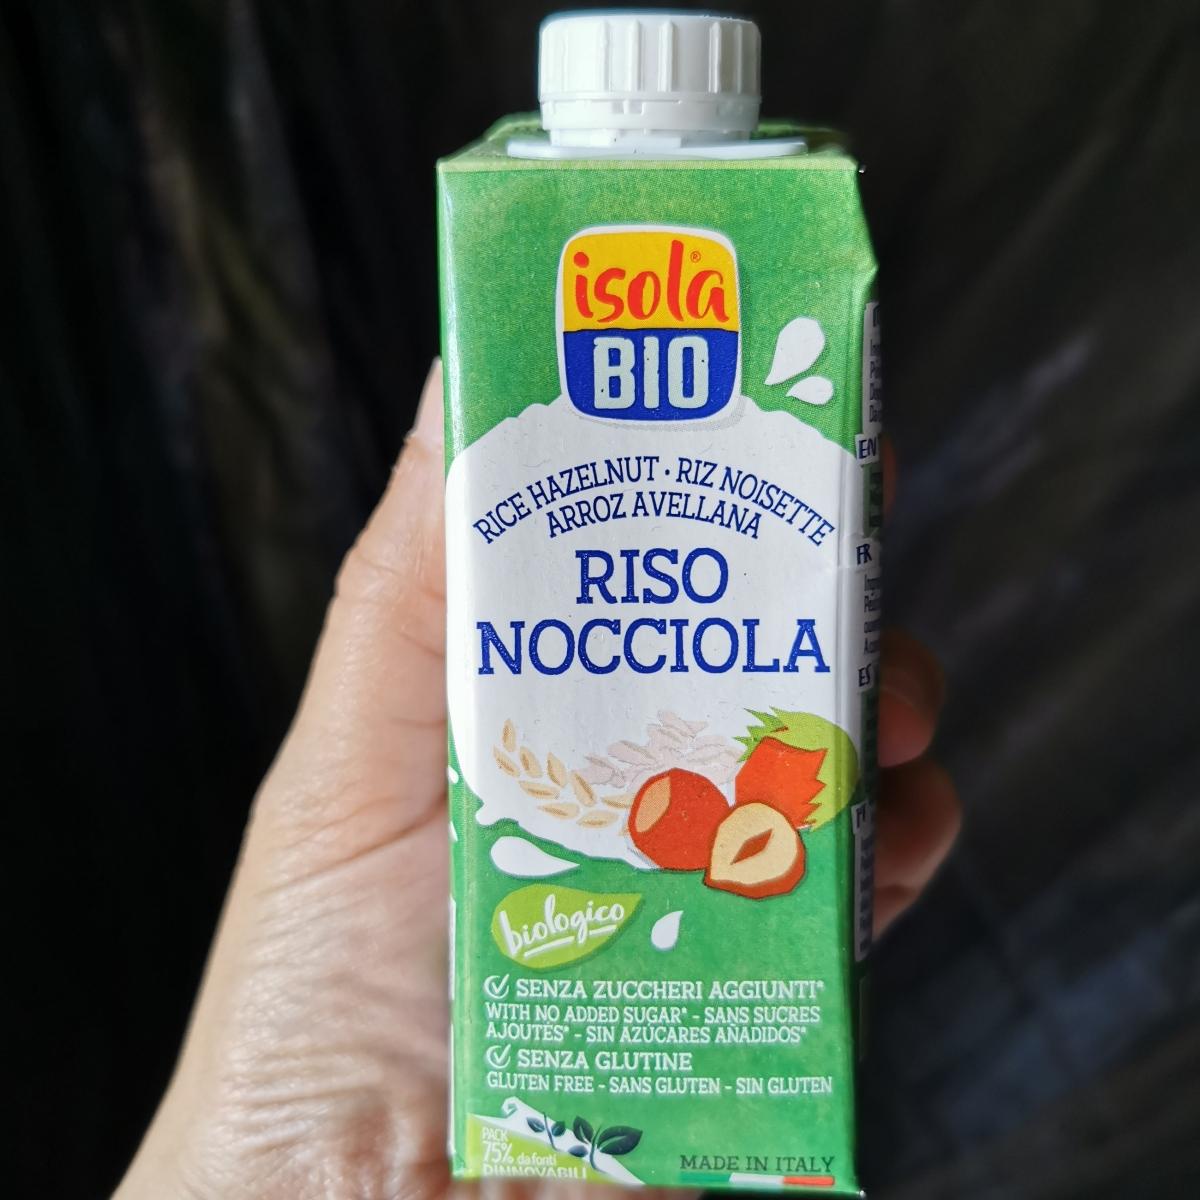 isola®
BIO
RICE HAZELNUT · RIZ NOISETTE
ARROZ AVELLANA
RISO
NOCCIOLA
biologico
SENZA ZUCCHERI AGGIUNTI*
WITH NO ADDED SUGAR* - SANS SUCRES
AJOUTÉS* - SIN AZÚCARES AÑADIDOS*
SENZA GLUTINE
GLUTEN FREE - SANS GLUTEN - SIN GLUTEN
PACK
75% da fonti
RINNOVABILI
MADE IN ITALY
EN
FR
ES